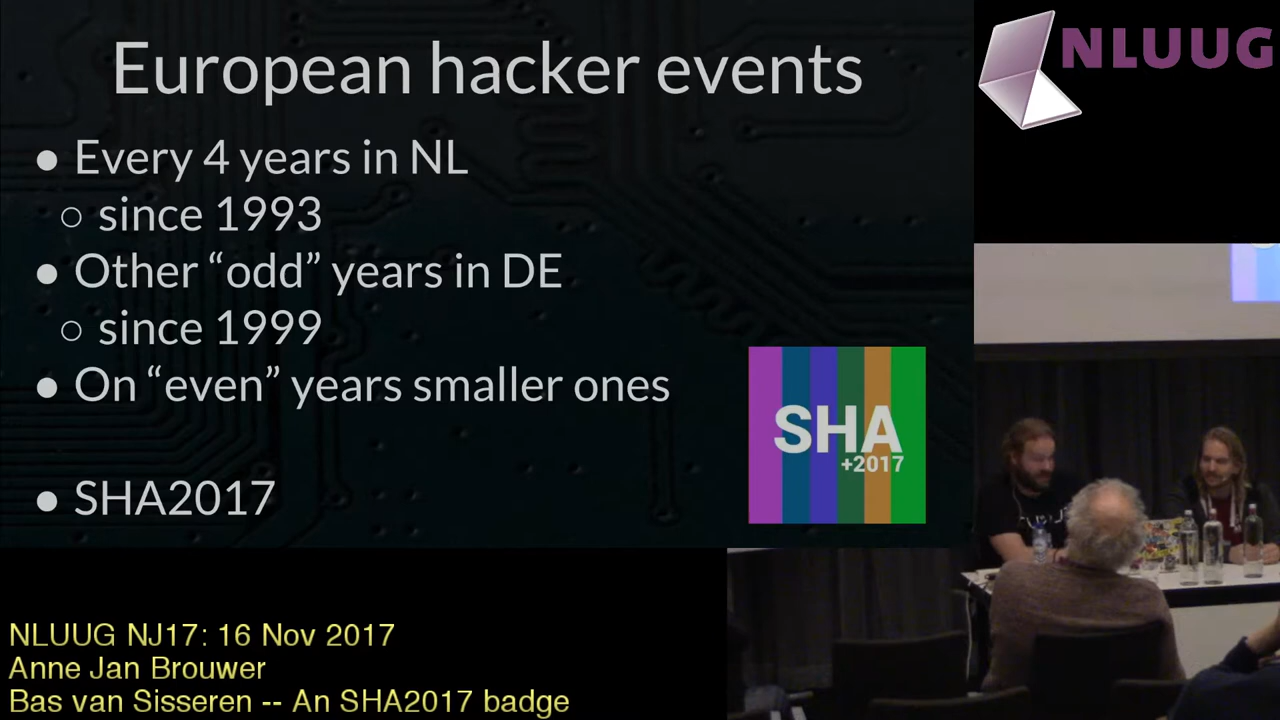 European hacker events
● Every 4 years in NL
○ since 1993
● Other “odd” years in DE
○ since 1999
● On “even” years smaller ones
● SHA2017
SHA
+2017
NLUUG
NLUUG NJ17: 16 Nov 2017
Anne Jan Brouwer
Bas van Sisseren -- An SHA2017 badge